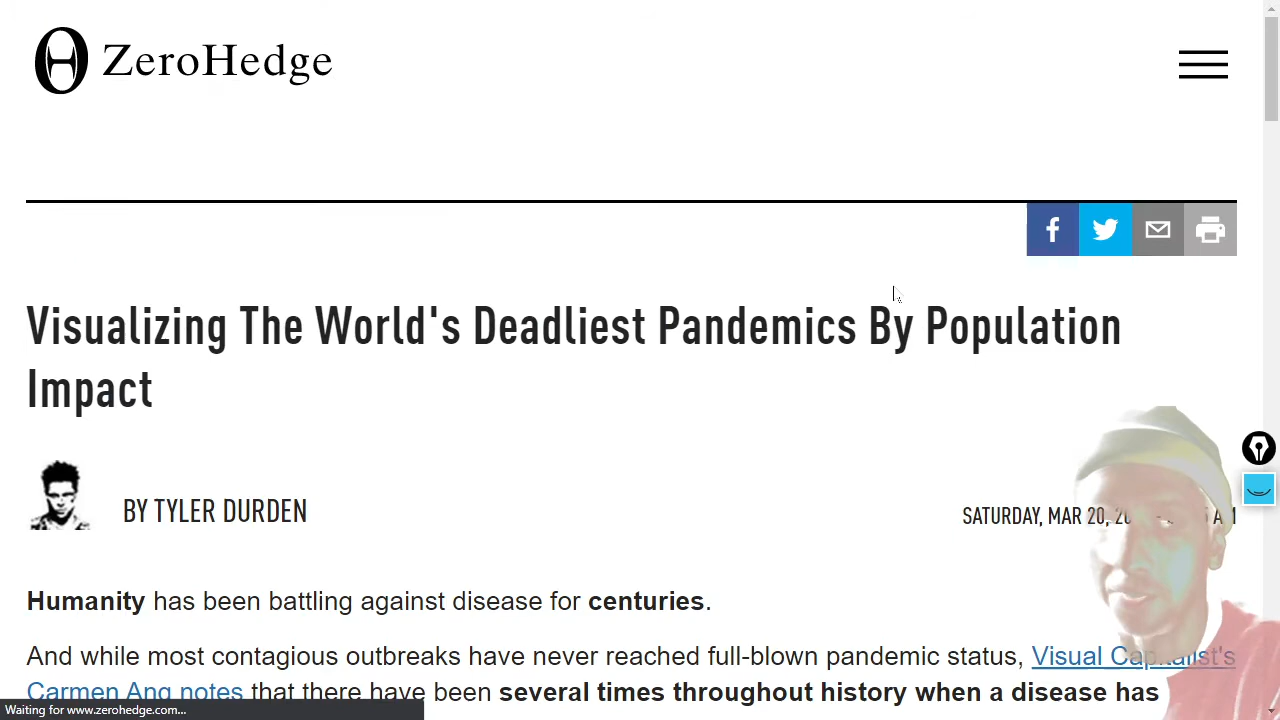 ZeroHedge
Visualizing The World's Deadliest Pandemics By Population
Impact
BY TYLER DURDEN
SATURDAY, MAR 20,
Humanity has been battling against disease for centuries.
And while most contagious outbreaks have never reached full-blown pandemic status, Visual Capitalist's
Carmen Ang notes that there have been several times throughout history when a disease has
Waiting for www.zerohedge.com...